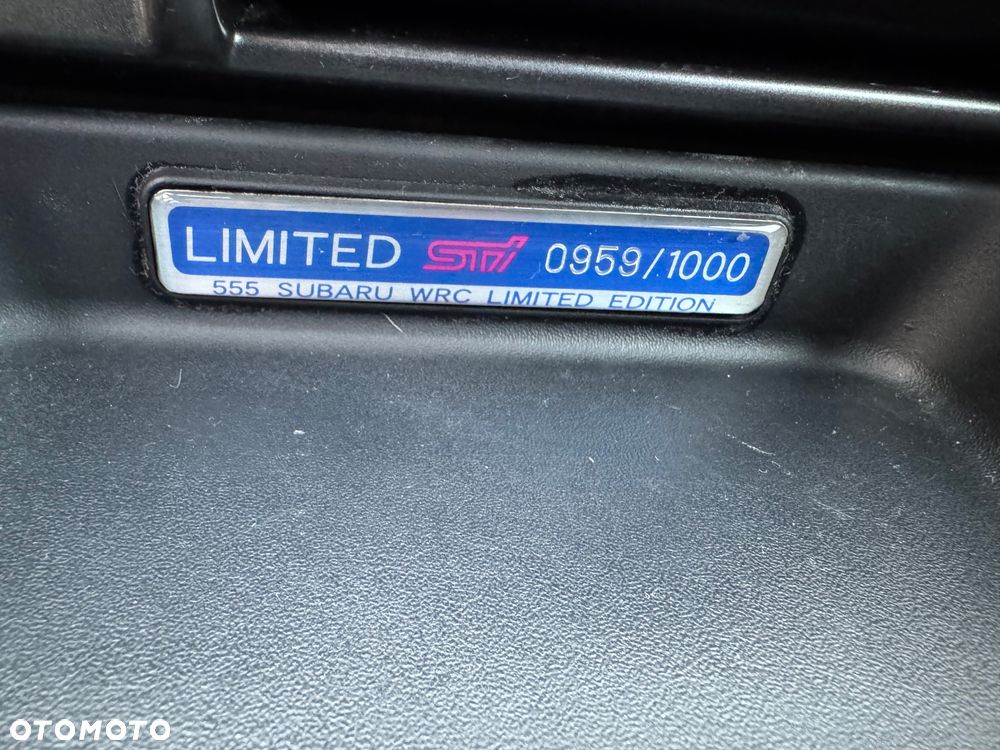 LIMITED STi 0959/1000
555 SUBARU WRC LIMITED EDITION
OTOMOTO